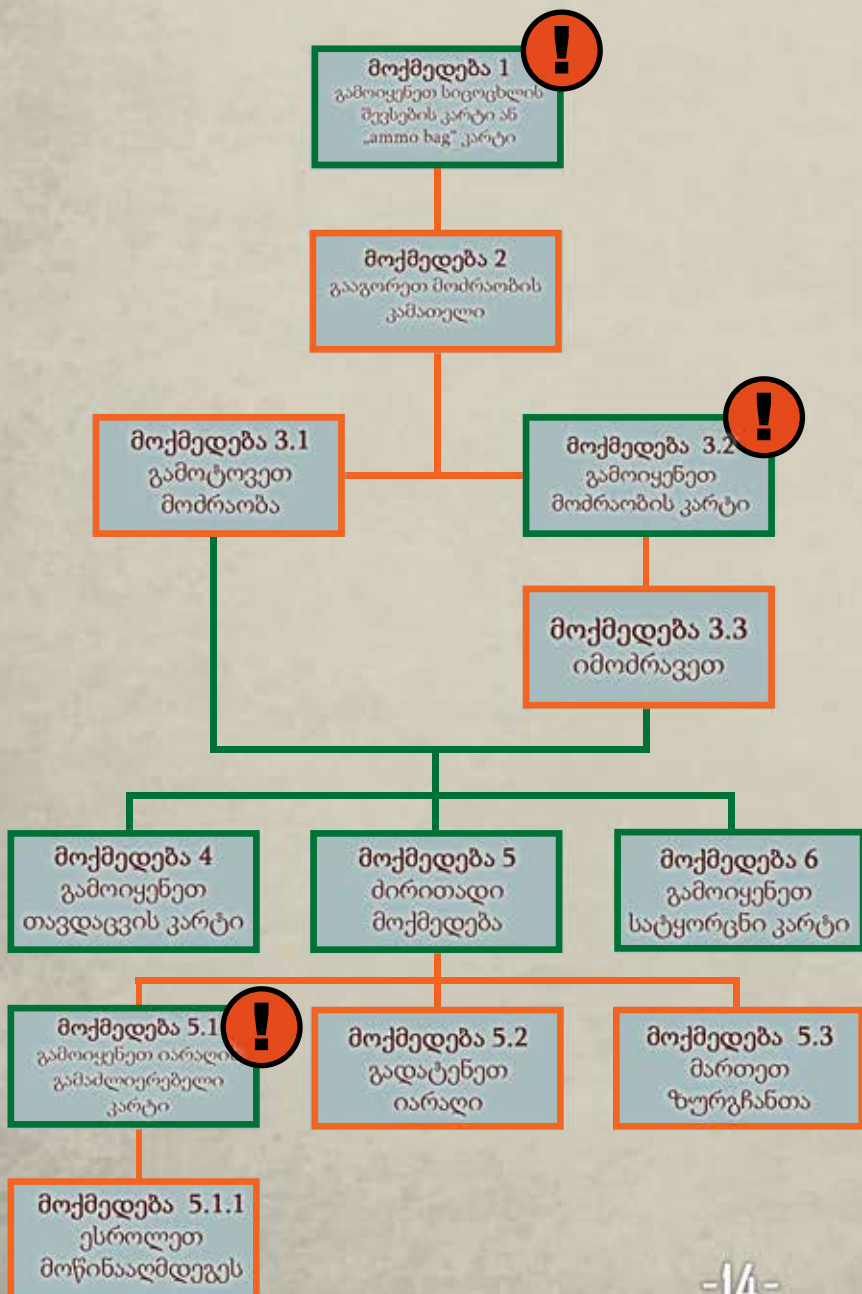 !
მოქმედება 1
გამოიყენეთ სიცოცხლის
შევსების კარტი ან
„ammo bag" კარტი
მოქმედება 2
გააგორეთ მოძრაობის
კამათელი
მოქმედება 3.1
გამოტოვეთ
მოძრაობა
!
მოქმედება 3.2
გამოიყენეთ
მოძრაობის კარტი
მოქმედება 3.3
იმოძრავეთ
მოქმედება 4
გამოიყენეთ
თავდაცვის კარტი
მოქმედება 5
ძირითადი
მოქმედება
მოქმედება 6
გამოიყენეთ
სატყორცნი კარტი
!
მოქმედება 5.1
გამოიყენეთ იარაღის
გამაძლიერებელი
კარტი
მოქმედება 5.2
გადატენეთ
იარაღი
მოქმედება 5.3
მართეთ
ზურგჩანთა
მოქმედება 5.1.1
ესროლეთ
მოწინააღმდეგეს
-14-